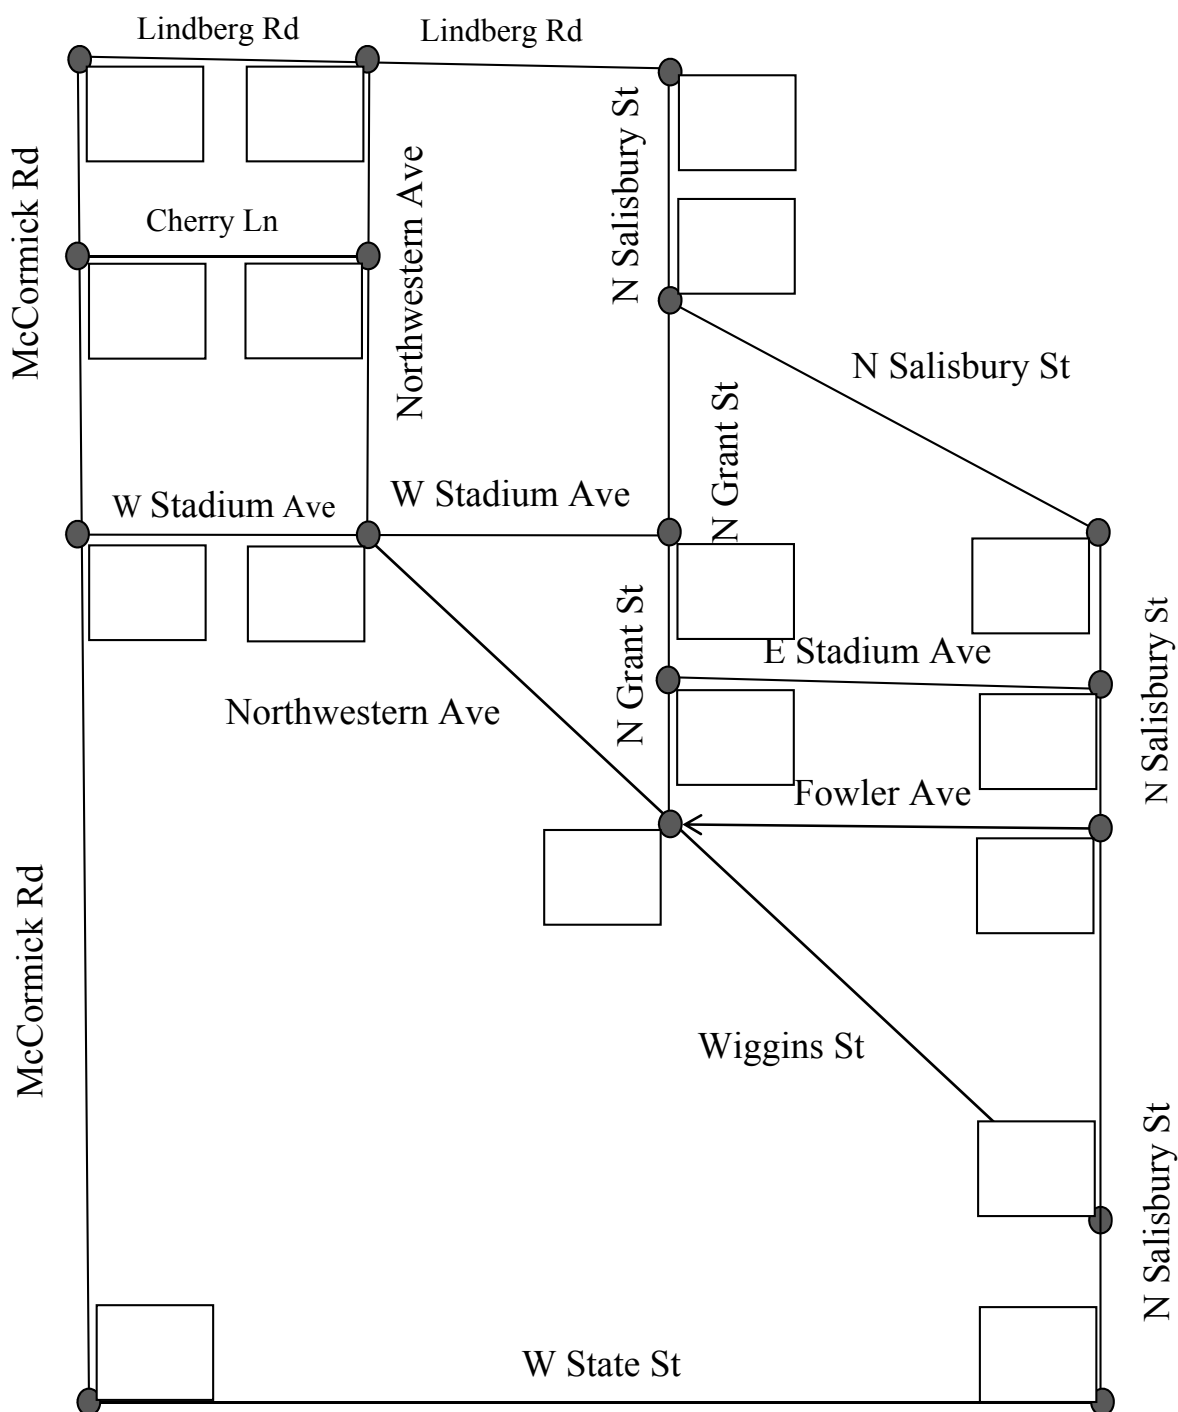 Lindberg Rd
Lindberg Rd
N Salisbury St
McCormick Rd
Northwestern Ave
Cherry Ln
N Salisbury St
N Grant St
W Stadium Ave
W Stadium Ave
N Grant St
E Stadium Ave
N Salisbury St
Northwestern Ave
Fowler Ave
McCormick Rd
Wiggins St
N Salisbury St
W State St